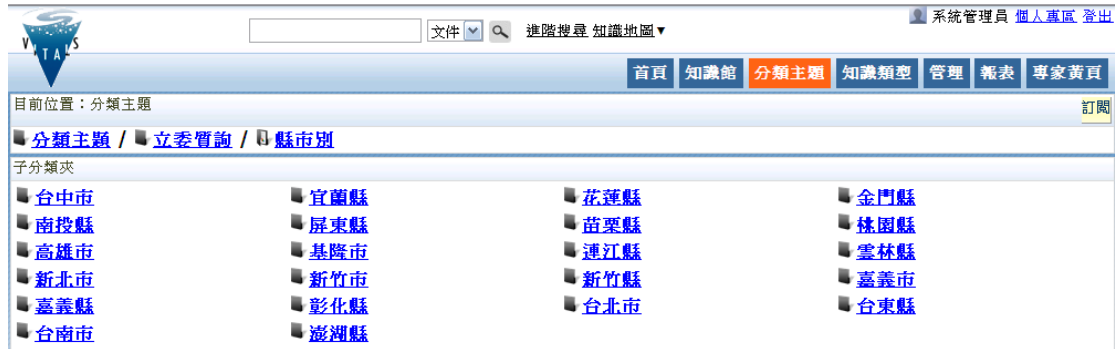 VITALS
文件 進階搜尋 知識地圖▼ 系統管理員 個人專區 登出
首頁 知識館 分類主題 知識類型 管理 報表 專家黃頁
目前位置：分類主題 訂閱
分類主題 / 立委質詢 / 縣市別
子分類夾
台中市 宜蘭縣 花蓮縣 金門縣
南投縣 屏東縣 苗栗縣 桃園縣
高雄市 基隆市 連江縣 雲林縣
新北市 新竹市 新竹縣 嘉義市
嘉義縣 彰化縣 台北市 台東縣
台南市 澎湖縣